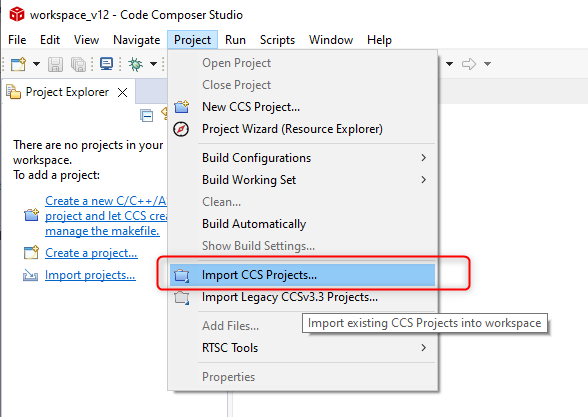 workspace_v12 - Code Composer Studio
File Edit View Navigate Project Run Scripts Window Help
Project Explorer
There are no projects in your
workspace.
To add a project:
Create a new C/C++/A
project and let CCS crea
manage the makefile.
Create a project...
Import projects...
Open Project
Close Project
New CCS Project...
Project Wizard (Resource Explorer)
Build Configurations
Build Working Set
Clean...
Build Automatically
Show Build Settings...
Import CCS Projects...
Import Legacy CCSv3.3 Projects...
Import existing CCS Projects into workspace
Add Files...
RTSC Tools
Properties